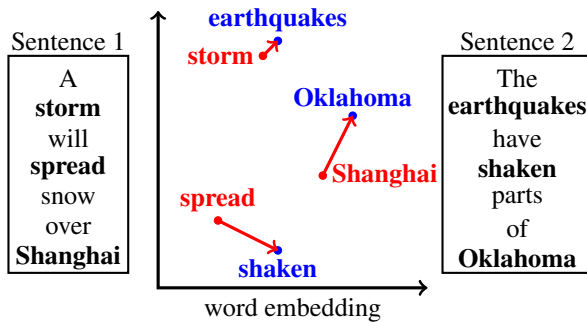 Sentence 1
A
storm
will
spread
snow
over
Shanghai
earthquakes
storm
Oklahoma
Shanghai
spread
shaken
word embedding
Sentence 2
The
earthquakes
have
shaken
parts
of
Oklahoma